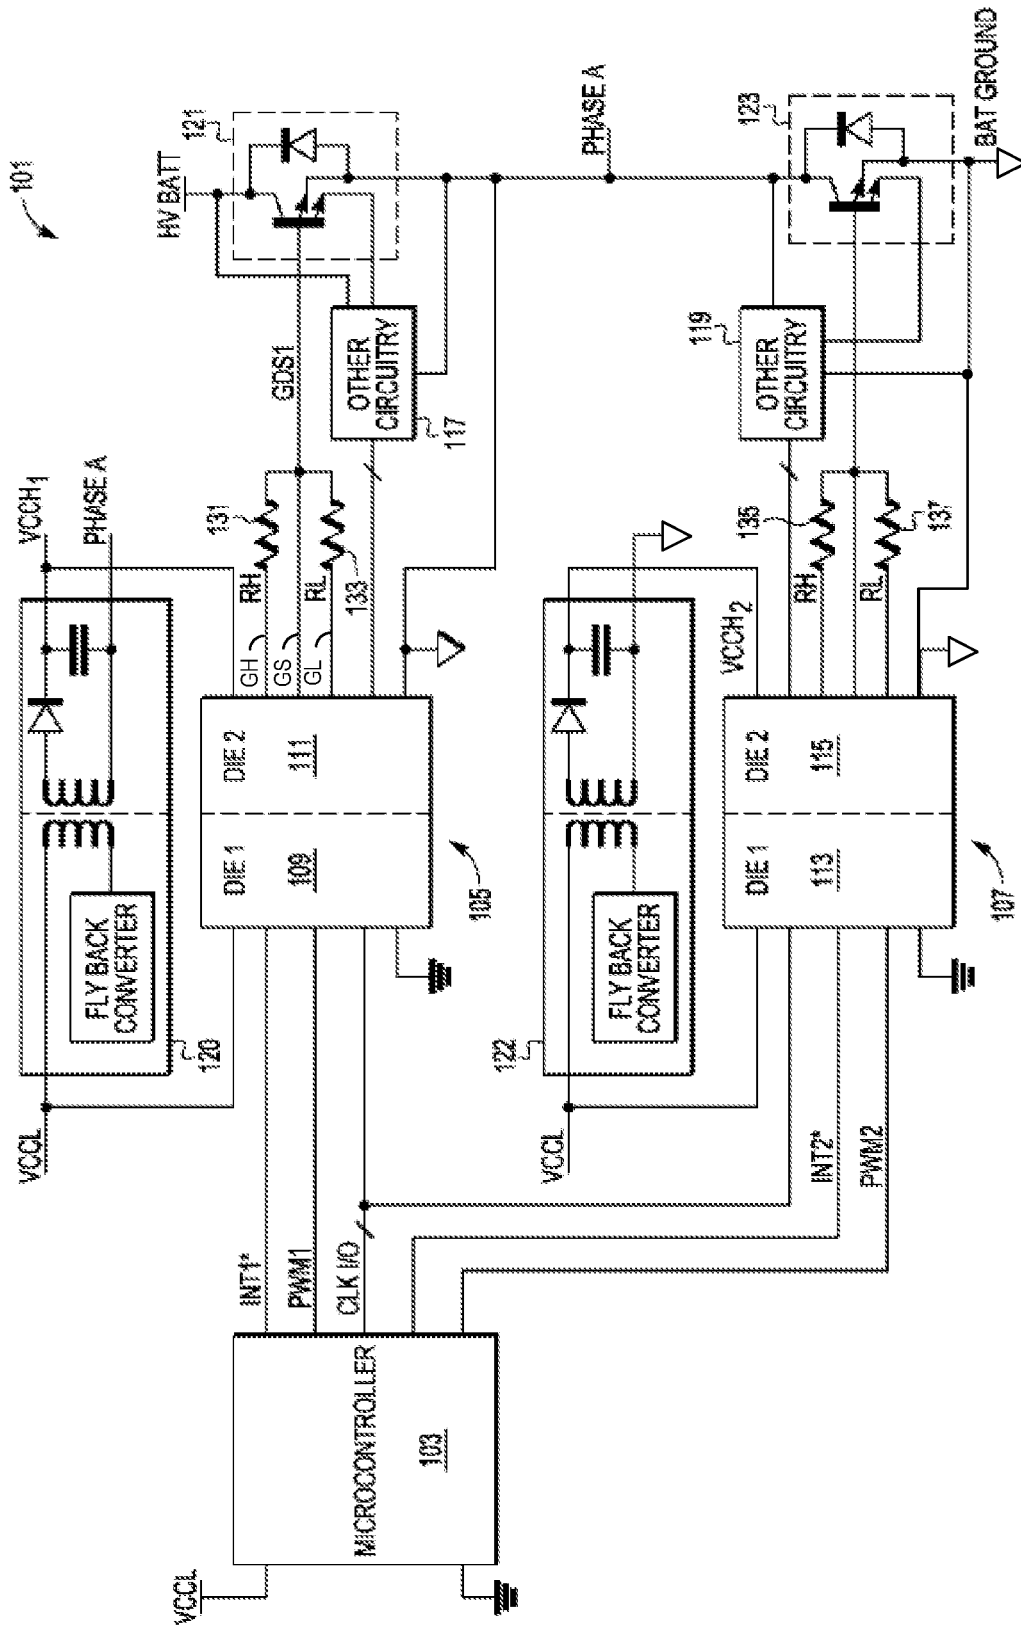 101
VCCL
FLY BACK
CONVERTER
120
VCCH1
PHASE A
HV BATT
121
VCCL
MICROCONTROLLER
103
INT1*
PWM1
CLK I/O
DIE 1
109
DIE 2
111
105
GH
GS
GL
RH
131
RL
133
GDS1
OTHER
CIRCUITRY
117
PHASE A
VCCL
FLY BACK
CONVERTER
122
VCCH2
INT2*
PWM2
DIE 1
113
DIE 2
115
107
RH
135
RL
137
OTHER
CIRCUITRY
119
123
BAT GROUND